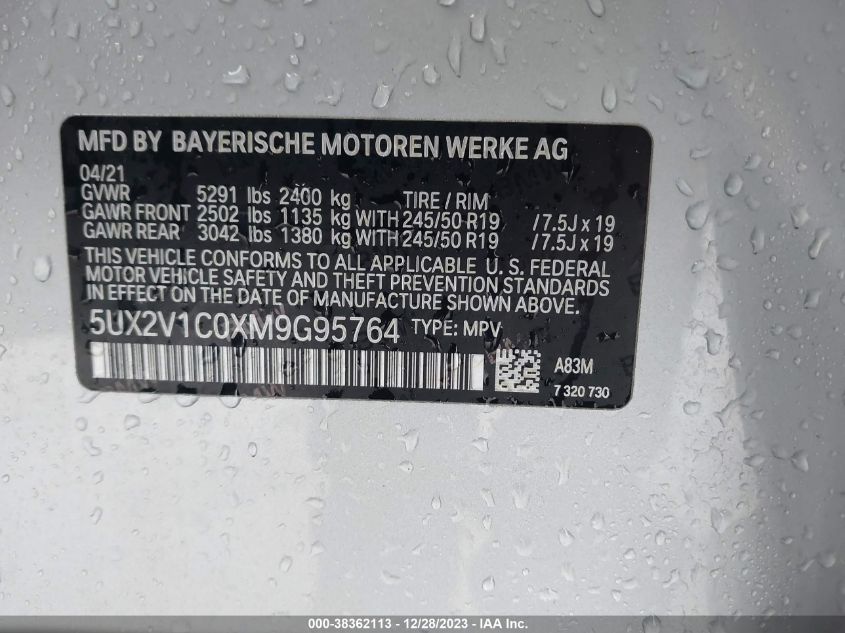 MFD BY BAYERISCHE MOTOREN WERKE AG
04/21
GVWR 5291 lbs 2400 kg TIRE / RIM
GAWR FRONT 2502 lbs 1135 kg WITH 245/50 R19 /7.5J x 19
GAWR REAR 3042 lbs 1380 kg WITH 245/50 R19 /7.5J x 19
THIS VEHICLE CONFORMS TO ALL APPLICABLE U. S. FEDERAL
MOTOR VEHICLE SAFETY AND THEFT PREVENTION STANDARDS
IN EFFECT ON THE DATE OF MANUFACTURE SHOWN ABOVE.
5UX2V1C0XM9G95764 TYPE: MPV
A83M
7 320 730
000-38362113 - 12/28/2023 - IAA Inc.